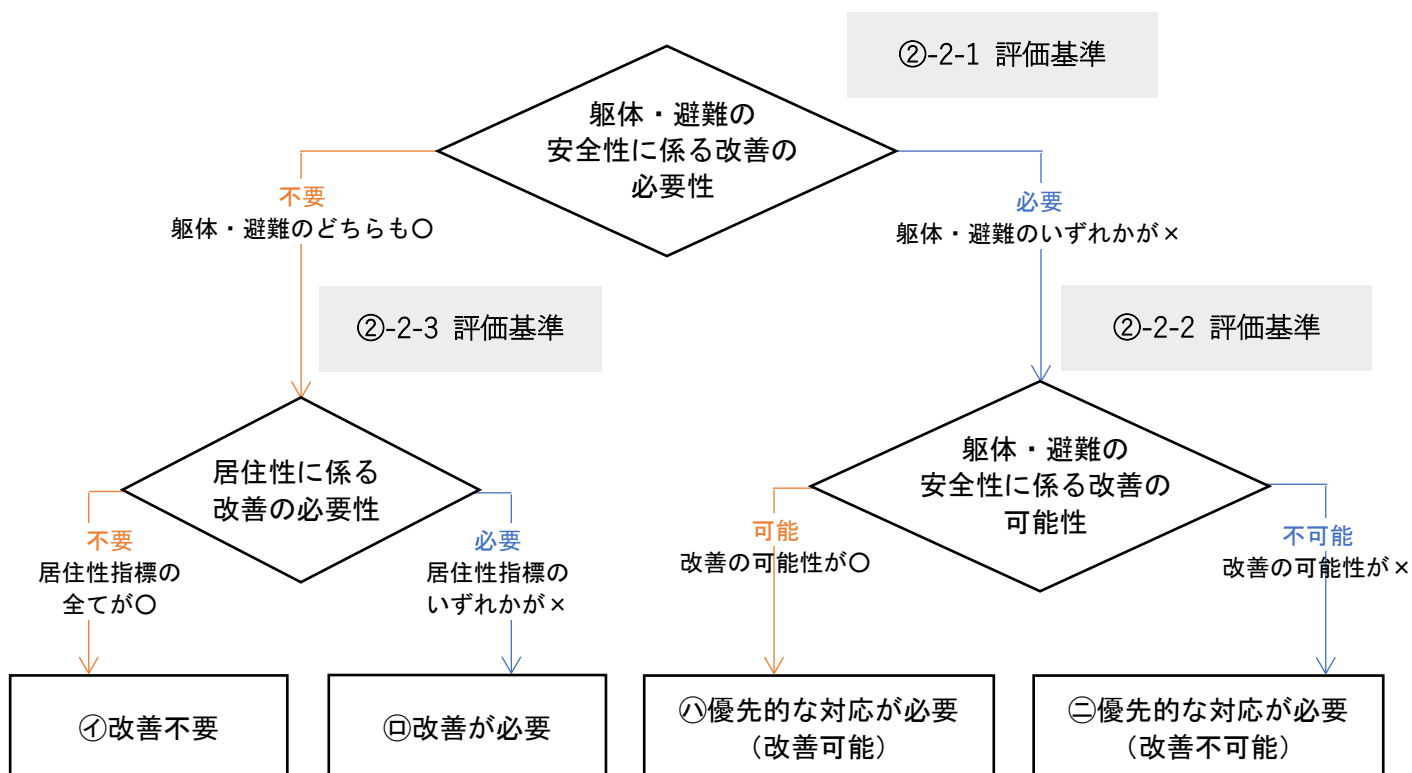 ②-2-1 評価基準
躯体・避難の
安全性に係る改善の
必要性
不要
躯体・避難のどちらも〇
必要
躯体・避難のいずれかが×
②-2-3 評価基準
②-2-2 評価基準
居住性に係る
改善の必要性
躯体・避難の
安全性に係る改善の
可能性
不要
居住性指標の
全てが〇
必要
居住性指標の
いずれかが×
可能
改善の可能性が〇
不可能
改善の可能性が×
㋑改善不要
㋺改善が必要
㋩優先的な対応が必要
（改善可能）
㋥優先的な対応が必要
（改善不可能）